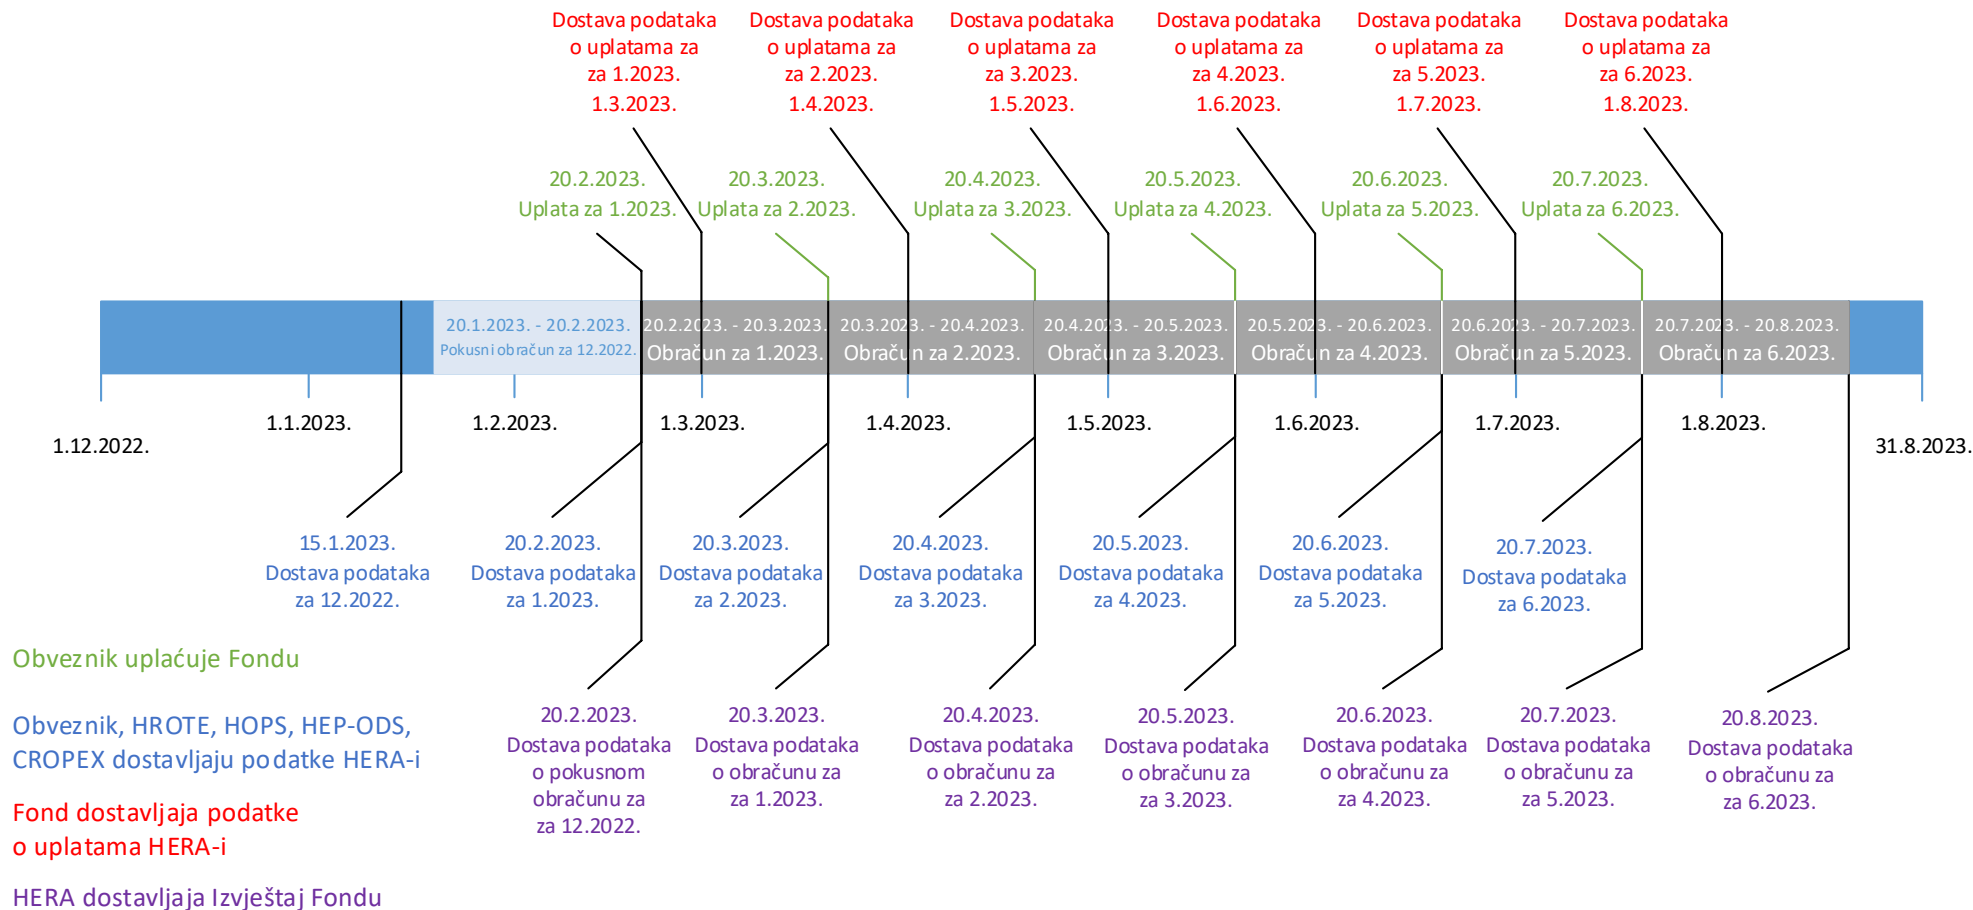 Dostava podataka
o uplatama za
za 1.2023.
1.3.2023.
Dostava podataka
o uplatama za
za 2.2023.
1.4.2023.
Dostava podataka
o uplatama za
za 3.2023.
1.5.2023.
Dostava podataka
o uplatama za
za 4.2023.
1.6.2023.
Dostava podataka
o uplatama za
za 5.2023.
1.7.2023.
Dostava podataka
o uplatama za
za 6.2023.
1.8.2023.
20.2.2023.
Uplata za 1.2023.
20.3.2023.
Uplata za 2.2023.
20.4.2023.
Uplata za 3.2023.
20.5.2023.
Uplata za 4.2023.
20.6.2023.
Uplata za 5.2023.
20.7.2023.
Uplata za 6.2023.
20.1.2023. - 20.2.2023.
Pokusni obračun za 12.2022.
20.2.2023. - 20.3.2023.
Obračun za 1.2023.
20.3.2023. - 20.4.2023.
Obračun za 2.2023.
20.4.2023. - 20.5.2023.
Obračun za 3.2023.
20.5.2023. - 20.6.2023.
Obračun za 4.2023.
20.6.2023. - 20.7.2023.
Obračun za 5.2023.
20.7.2023. - 20.8.2023.
Obračun za 6.2023.
1.12.2022.
1.1.2023.
1.2.2023.
1.3.2023.
1.4.2023.
1.5.2023.
1.6.2023.
1.7.2023.
1.8.2023.
31.8.2023.
15.1.2023.
Dostava podataka
za 12.2022.
20.2.2023.
Dostava podataka
za 1.2023.
20.3.2023.
Dostava podataka
za 2.2023.
20.4.2023.
Dostava podataka
za 3.2023.
20.5.2023.
Dostava podataka
za 4.2023.
20.6.2023.
Dostava podataka
za 5.2023.
20.7.2023.
Dostava podataka
za 6.2023.
20.2.2023.
Dostava podataka
o pokusnom
obračunu za
za 12.2022.
20.3.2023.
Dostava podataka
o obračunu za
za 1.2023.
20.4.2023.
Dostava podataka
o obračunu za
za 2.2023.
20.5.2023.
Dostava podataka
o obračunu za
za 3.2023.
20.6.2023.
Dostava podataka
o obračunu za
za 4.2023.
20.7.2023.
Dostava podataka
o obračunu za
za 5.2023.
20.8.2023.
Dostava podataka
o obračunu za
za 6.2023.
Obveznik uplaćuje Fondu
Obveznik, HROTE, HOPS, HEP-ODS,
CROPEX dostavljaju podatke HERA-i
Fond dostavljaja podatke
o uplatama HERA-i
HERA dostavljaja Izvještaj Fondu